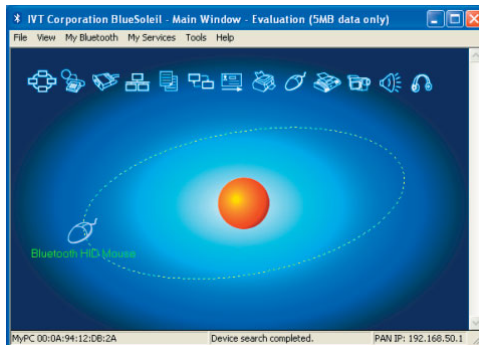 IVT Corporation BlueSoleil - Main Window - Evaluation (5MB data only)
File View My Bluetooth My Services Tools Help
Bluetooth HID Mouse
MyPC 00:0A:94:12:DB:2A Device search completed. PAN IP: 192.168.50.1